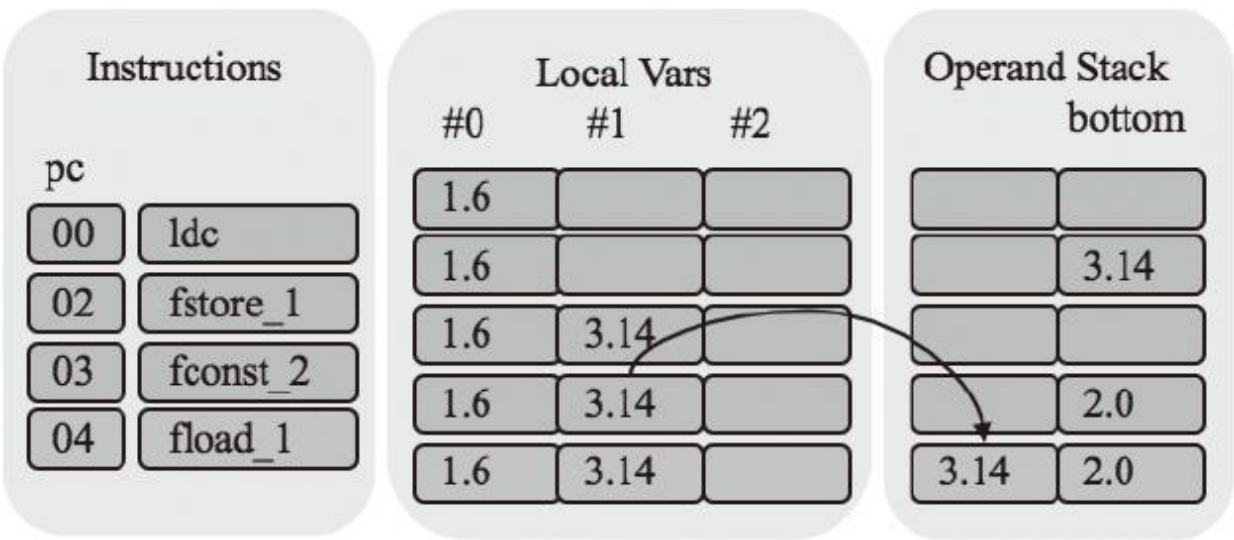 Instructions
pc
00 ldc
02 fstore_1
03 fconst_2
04 fload_1
Local Vars
#0 #1 #2
1.6
1.6
1.6 3.14
1.6 3.14
1.6 3.14
Operand Stack
bottom
3.14
2.0
3.14 2.0